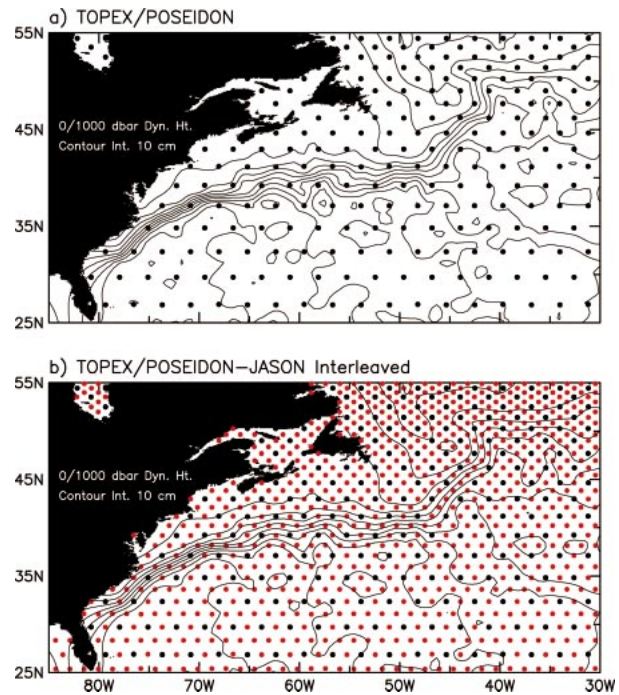 a) TOPEX/POSEIDON
55N
0/1000 dbar Dyn. Ht.
45N
Contour Int. 10 cm
35N
25N
b) TOPEX/POSEIDON—JASON Interleaved
55N
0/1000 dbar Dyn. Ht.
45N
Contour Int. 10 cm
35N
25N
80W 70W 60W 50W 40W 30W